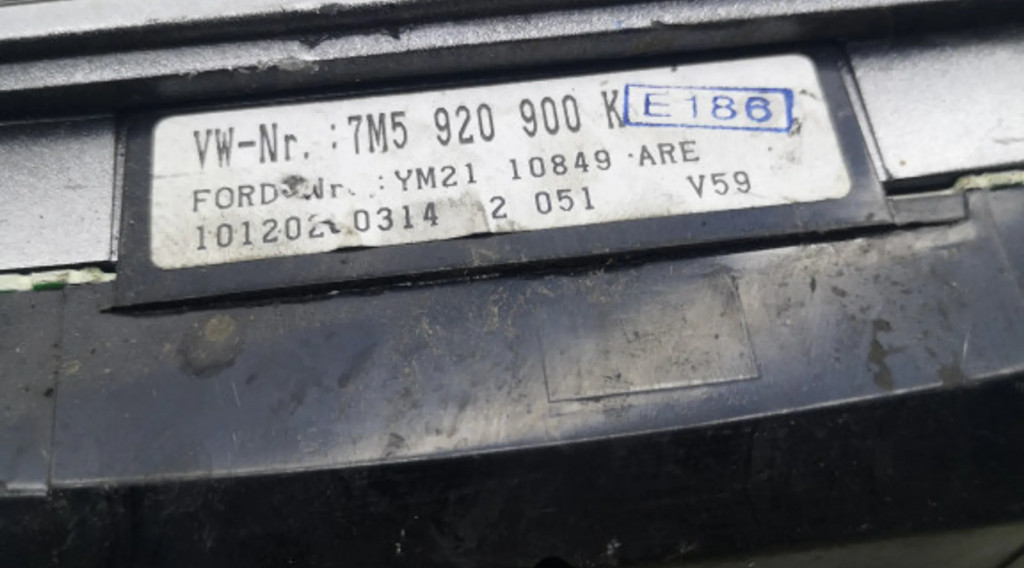 VW-Nr. :7M5 920 900 K E186
:YM21 10849 ARE
0314 2 051 V59